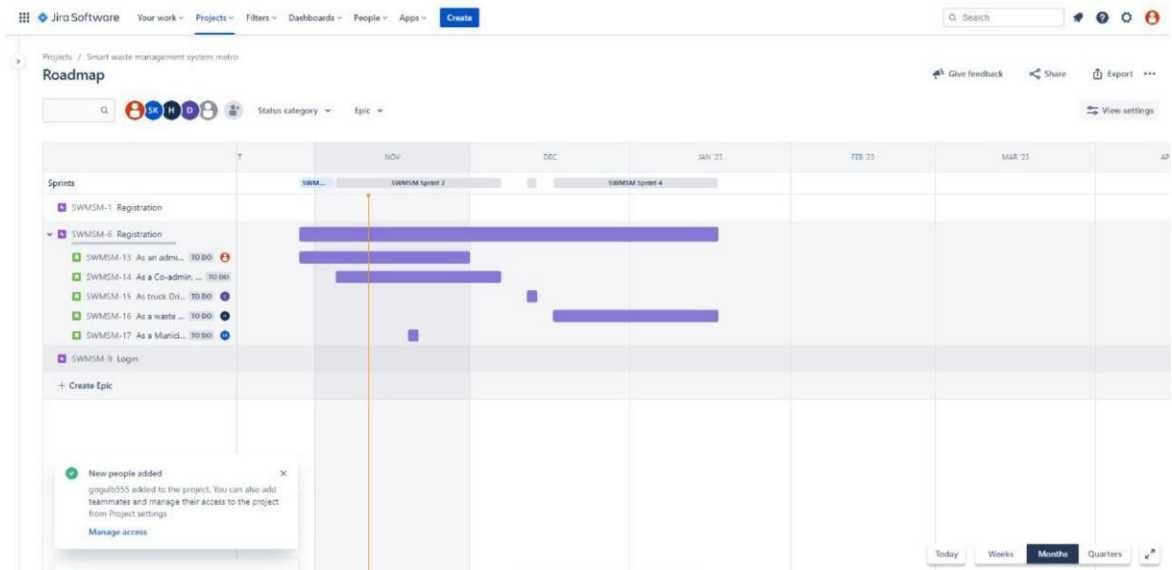 Jira Software Your work Projects Filters Dashboards People Apps Create Search
Projects / Smart waste management system metro
Roadmap
Give feedback Share Export
SK H D Status category Epic View settings
T NOV DEC JAN '23 FEB '23 MAR '23 AP
Sprints SWM... SWMSM Sprint 2 SWMSM Sprint 4
SWMSM-1 Registration
SWMSM-6 Registration
SWMSM-13 As an admi... TO DO
SWMSM-14 As a Co-admin, ... TO DO
SWMSM-15 As truck Dri... TO DO
SWMSM-16 As a waste ... TO DO
SWMSM-17 As a Munici... TO DO
SWMSM-9 Login
+ Create Epic
New people added
gogulb555 added to the project. You can also add
teammates and manage their access to the project
from Project settings
Manage access
Today Weeks Months Quarters